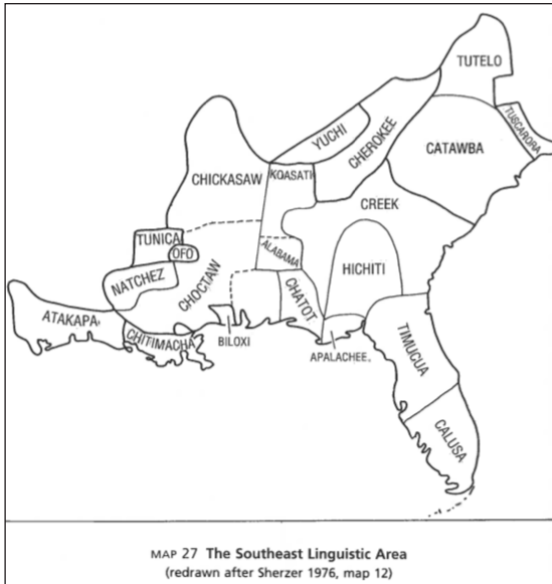 TUTELO
TUSCARORA
YUCHI
CHEROKEE
CATAWBA
CHICKASAW
KOASATI
CREEK
TUNICA
OFO
ALABAMA
HICHITI
NATCHEZ
CHOCTAW
CHATOT
ATAKAPA
CHITIMACHA
BILOXI
APALACHEE.
TIMUCUA
CALUSA
MAP 27 The Southeast Linguistic Area
(redrawn after Sherzer 1976, map 12)